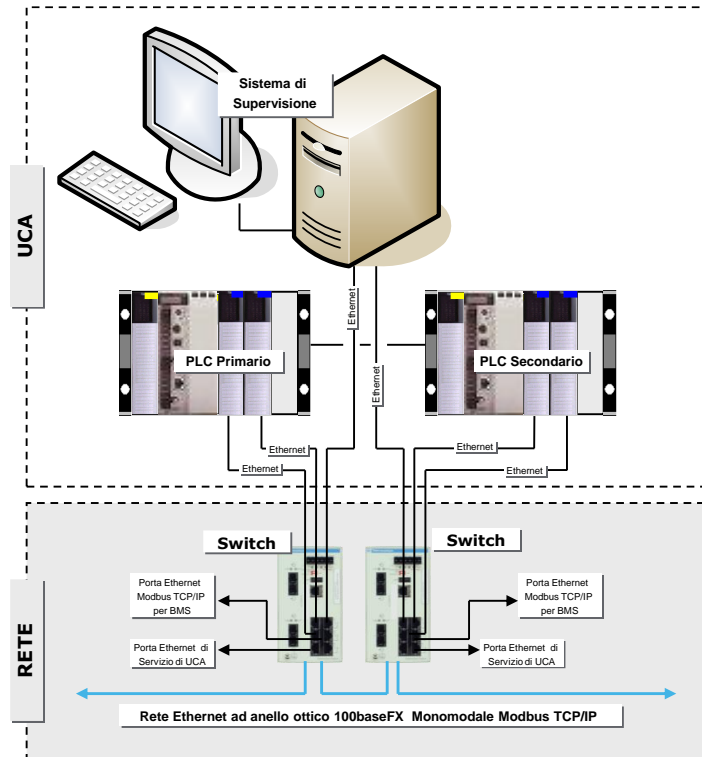 Sistema di
Supervisione
UCA
Ethernet
Ethernet
PLC Primario
PLC Secondario
Ethernet
Ethernet
Ethernet
Ethernet
Switch
Switch
Porta Ethernet
Modbus TCP/IP
per BMS
Porta Ethernet
Modbus TCP/IP
per BMS
Porta Ethernet di
Servizio di UCA
Porta Ethernet di
Servizio di UCA
RETE
Rete Ethernet ad anello ottico 100baseFX Monomodale Modbus TCP/IP